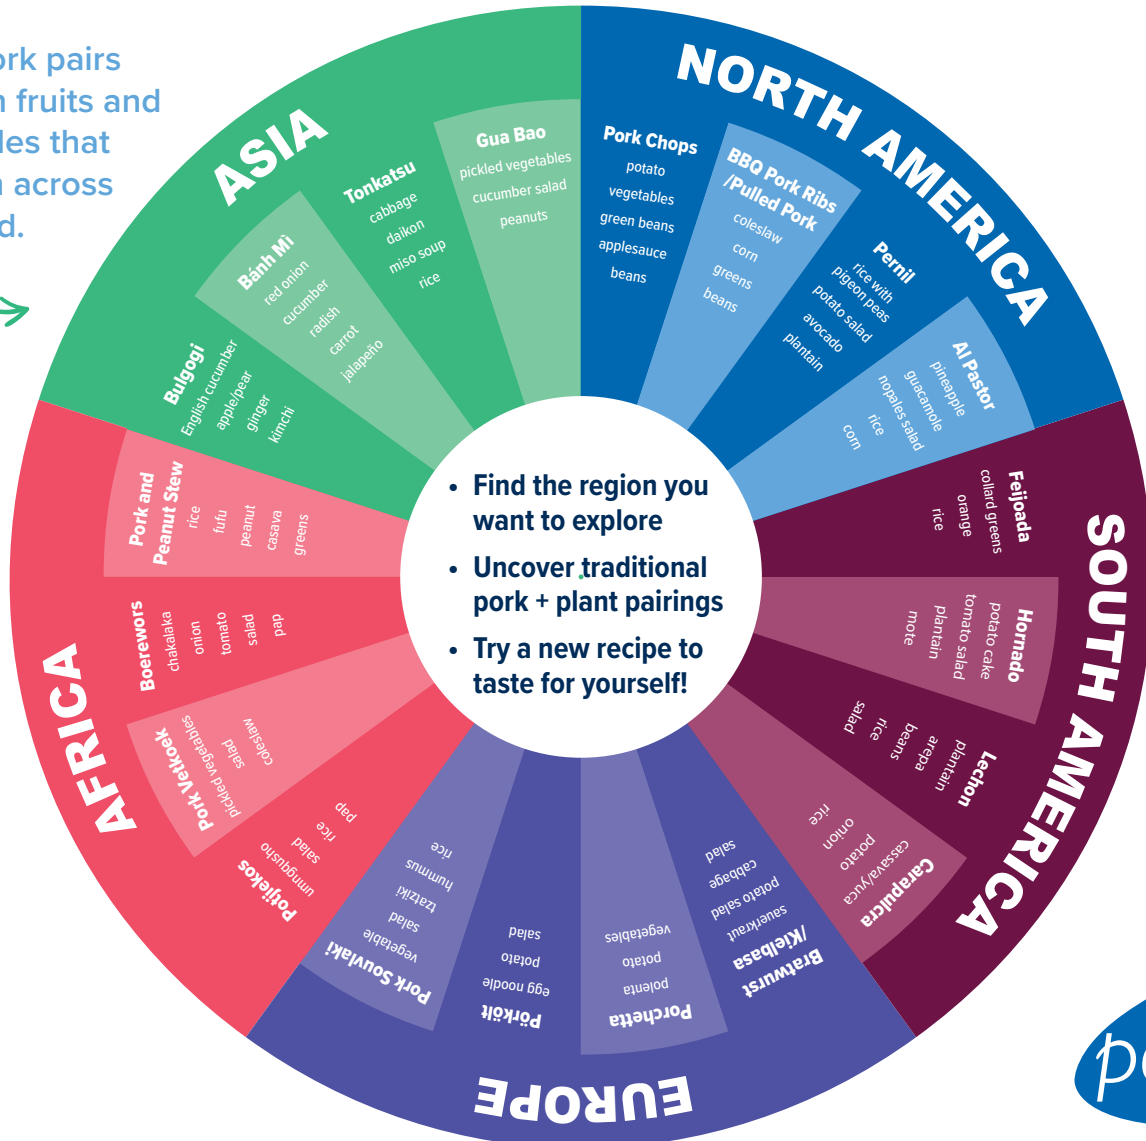 ork pairs
fruits and
les that
across
d.
NORTH AMERICA
Pork Chops
potato
vegetables
green beans
applesauce
beans
BBQ Pork Ribs
/Pulled Pork
coleslaw
corn
greens
beans
Pernil
rice with
pigeon peas
potato salad
avocado
plantain
Al Pastor
pineapple
guacamole
nopales salad
rice
corn
SOUTH AMERICA
Feijoada
collard greens
orange
rice
Hornado
potato cake
tomato salad
plantain
mote
Lechon
plantain
arepa
beans
rice
salad
Carapulcra
cassava/yuca
potato
onion
rice
EUROPE
Bratwurst
/Kielbasa
sauerkraut
potato salad
cabbage
salad
Porchetta
polenta
potato
vegetables
Pörkölt
egg noodle
potato
salad
Pork Souvlaki
vegetable
salad
tzatziki
hummus
rice
AFRICA
Potjiekos
umngqusho
salad
rice
pap
Pork Vetkoek
pickled vegetables
salad
coleslaw
Boerewors
chakalaka
onion
tomato
salad
pap
Pork and
Peanut Stew
rice
fufu
peanut
casava
greens
ASIA
Bulgogi
English cucumber
apple/pear
ginger
kimchi
Bánh Mì
red onion
cucumber
radish
carrot
jalapeño
Tonkatsu
cabbage
daikon
miso soup
rice
Gua Bao
pickled vegetables
cucumber salad
peanuts
• Find the region you
want to explore
• Uncover traditional
pork + plant pairings
• Try a new recipe to
taste for yourself!